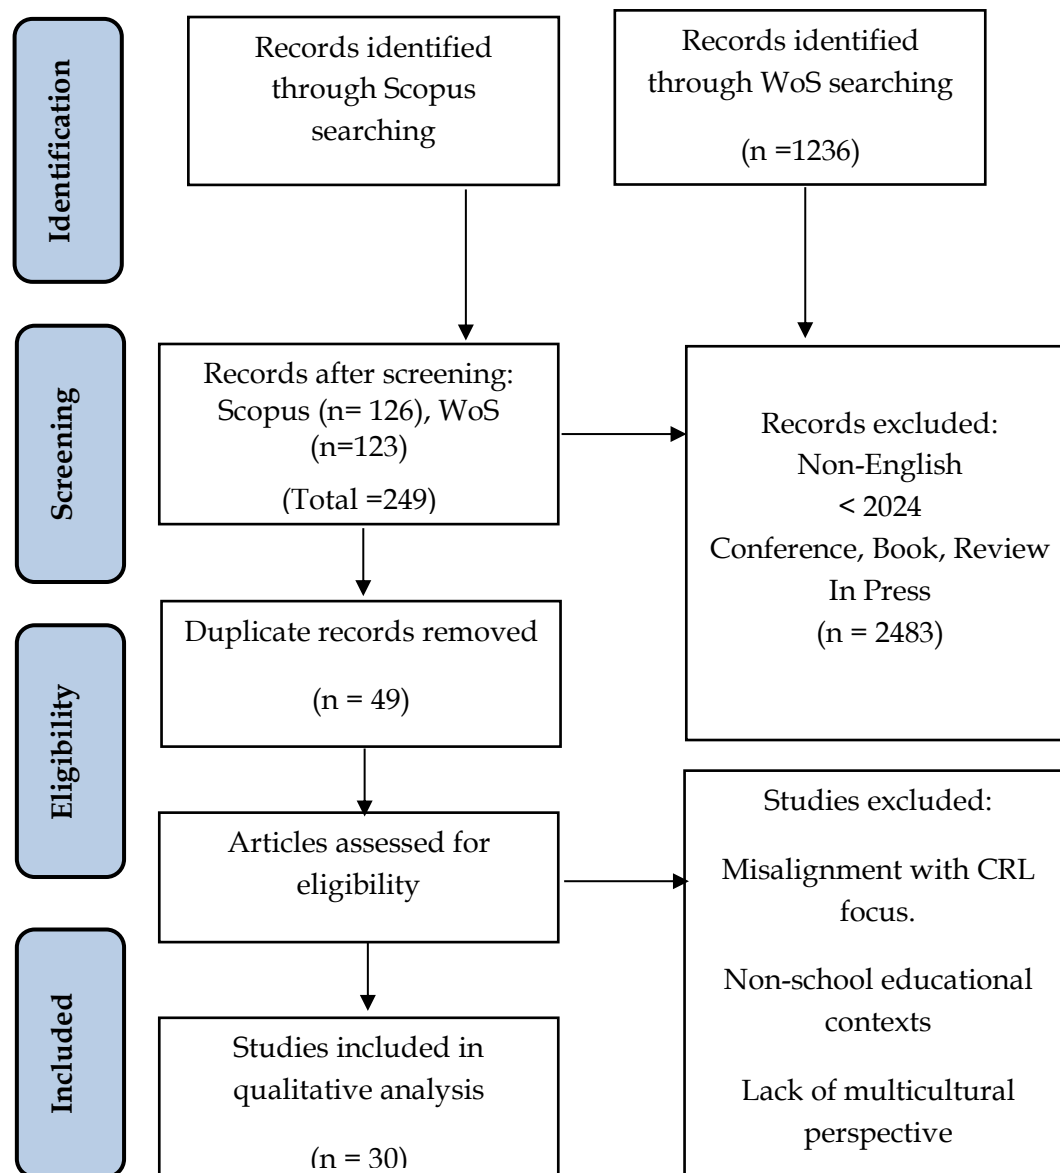 Identification
Records identified
through Scopus
searching
Records identified
through WoS searching
(n =1236)
Screening
Records after screening:
Scopus (n= 126), WoS
(n=123)
(Total =249)
Records excluded:
Non-English
< 2024
Conference, Book, Review
In Press
(n = 2483)
Eligibility
Duplicate records removed
(n = 49)
Articles assessed for
eligibility
Studies excluded:
Misalignment with CRL
focus.
Non-school educational
contexts
Lack of multicultural
perspective
Included
Studies included in
qualitative analysis
(n = 30)